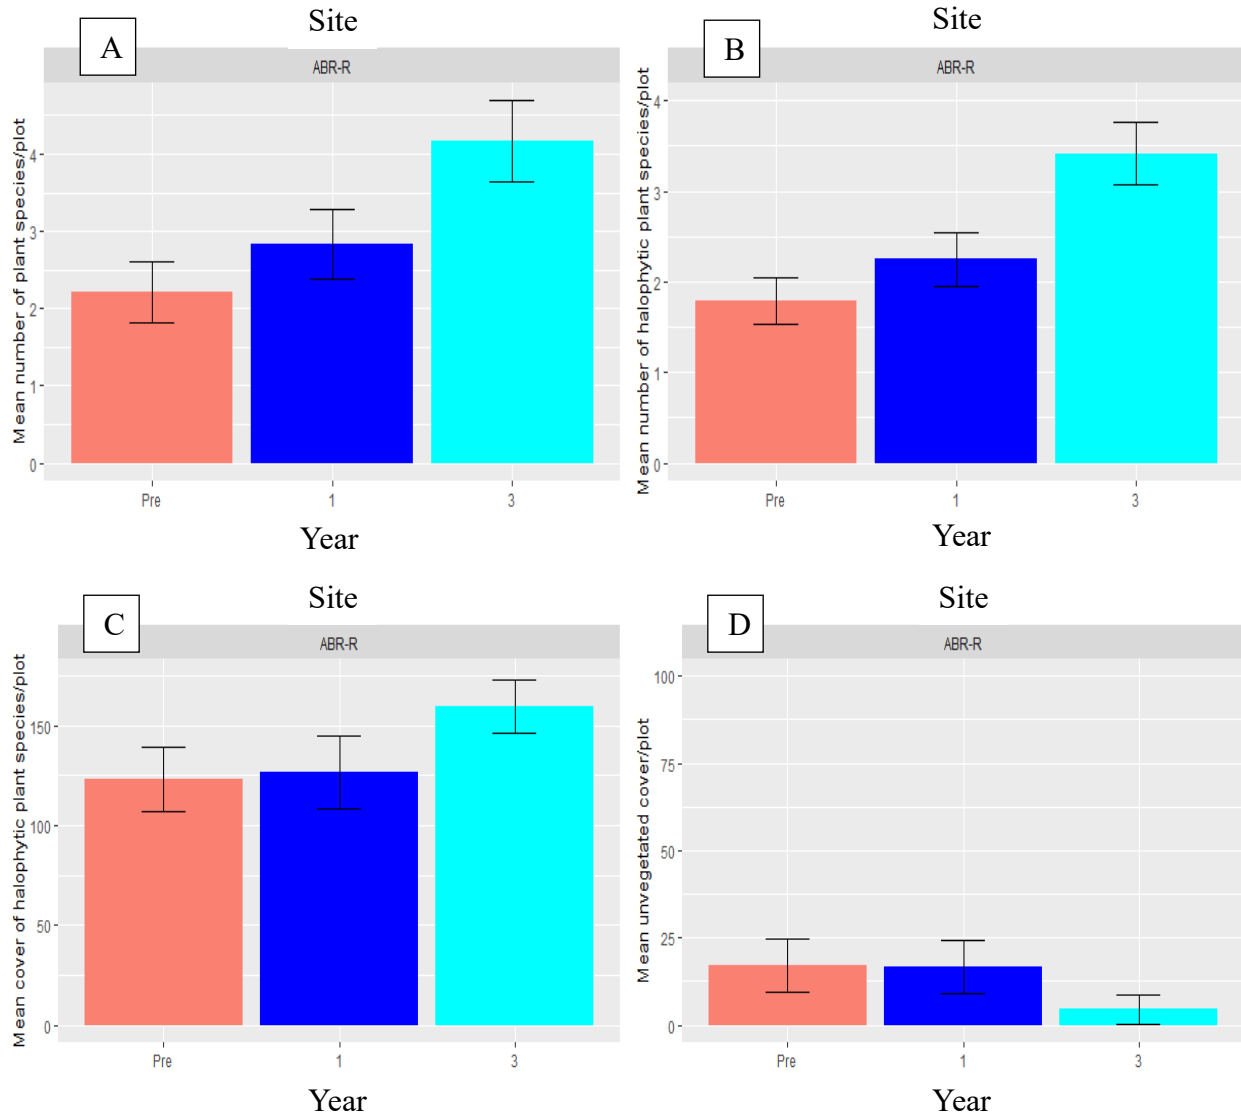 Site
A
ABR-R
Mean number of plant species/plot
4
3
2
1
0
Pre 1 3
Year
Site
B
ABR-R
Mean number of halophytic plant species/plot
4
3
2
1
0
Pre 1 3
Year
Site
C
ABR-R
Mean cover of halophytic plant species/plot
150
100
50
0
Pre 1 3
Year
Site
D
ABR-R
Mean unvegetated cover/plot
100
75
50
25
0
Pre 1 3
Year